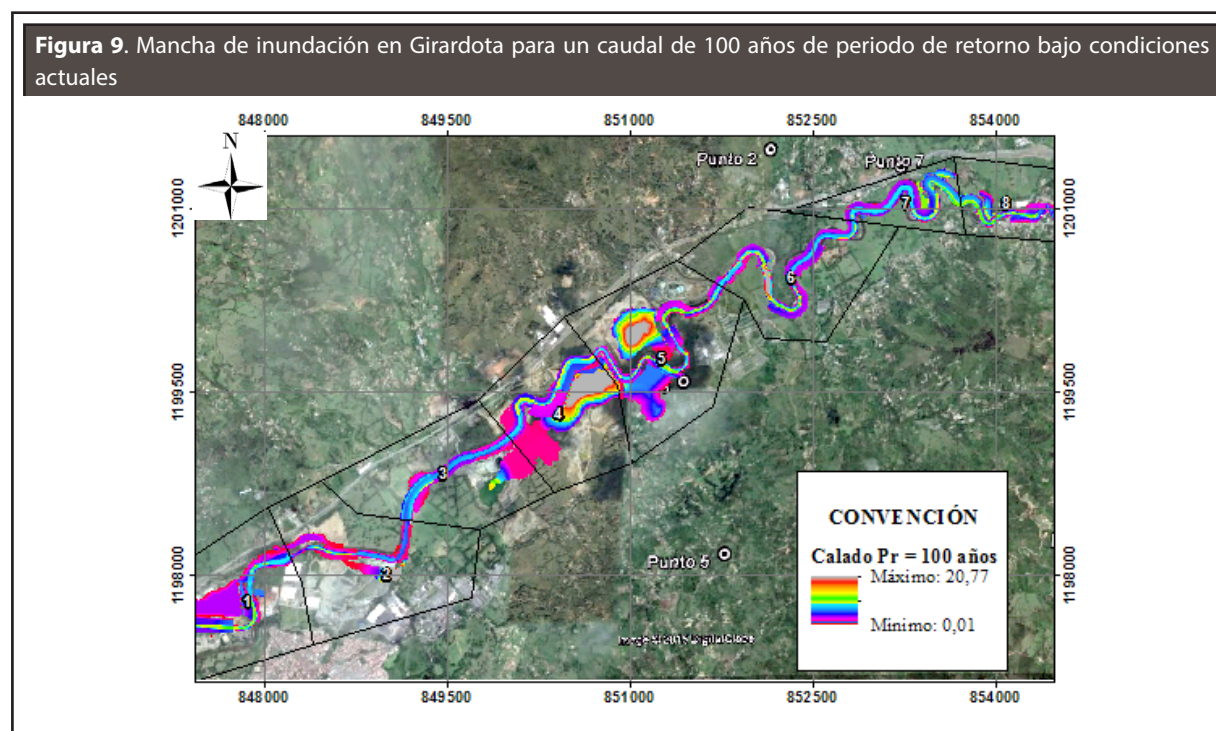 Figura 9. Mancha de inundación en Girardota para un caudal de 100 años de periodo de retorno bajo condiciones
actuales
848000 849500 851000 852500 854000
N
Punto 2
Punto 7
1201000 1201000
7 8
6
5
1199500 1199500
4
3
Punto 5
2
1198000 1198000
1
CONVENCIÓN
Calado Pr = 100 años
Máximo: 20,77
Minimo: 0,01
848000 849500 851000 852500 854000